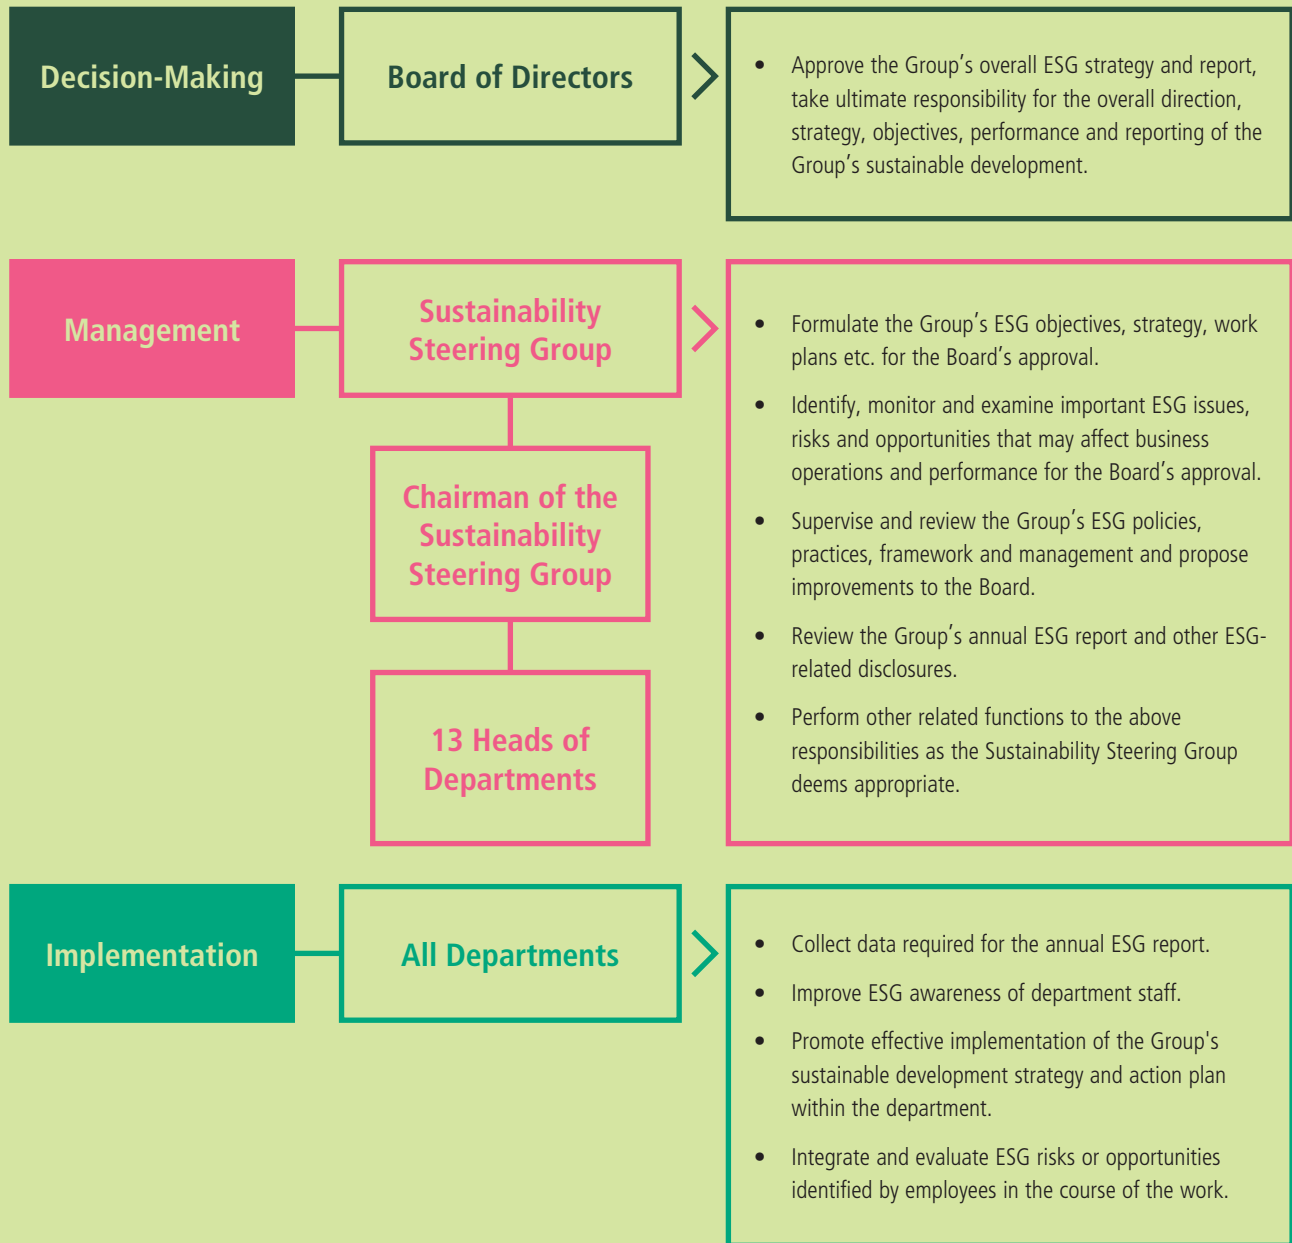 Decision-Making
Board of Directors
• Approve the Group's overall ESG strategy and report,
take ultimate responsibility for the overall direction,
strategy, objectives, performance and reporting of the
Group's sustainable development.
Management
Sustainability
Steering Group
Chairman of the
Sustainability
Steering Group
13 Heads of
Departments
• Formulate the Group's ESG objectives, strategy, work
plans etc. for the Board's approval.
• Identify, monitor and examine important ESG issues,
risks and opportunities that may affect business
operations and performance for the Board's approval.
• Supervise and review the Group's ESG policies,
practices, framework and management and propose
improvements to the Board.
• Review the Group's annual ESG report and other ESG-
related disclosures.
• Perform other related functions to the above
responsibilities as the Sustainability Steering Group
deems appropriate.
Implementation
All Departments
• Collect data required for the annual ESG report.
• Improve ESG awareness of department staff.
• Promote effective implementation of the Group's
sustainable development strategy and action plan
within the department.
• Integrate and evaluate ESG risks or opportunities
identified by employees in the course of the work.